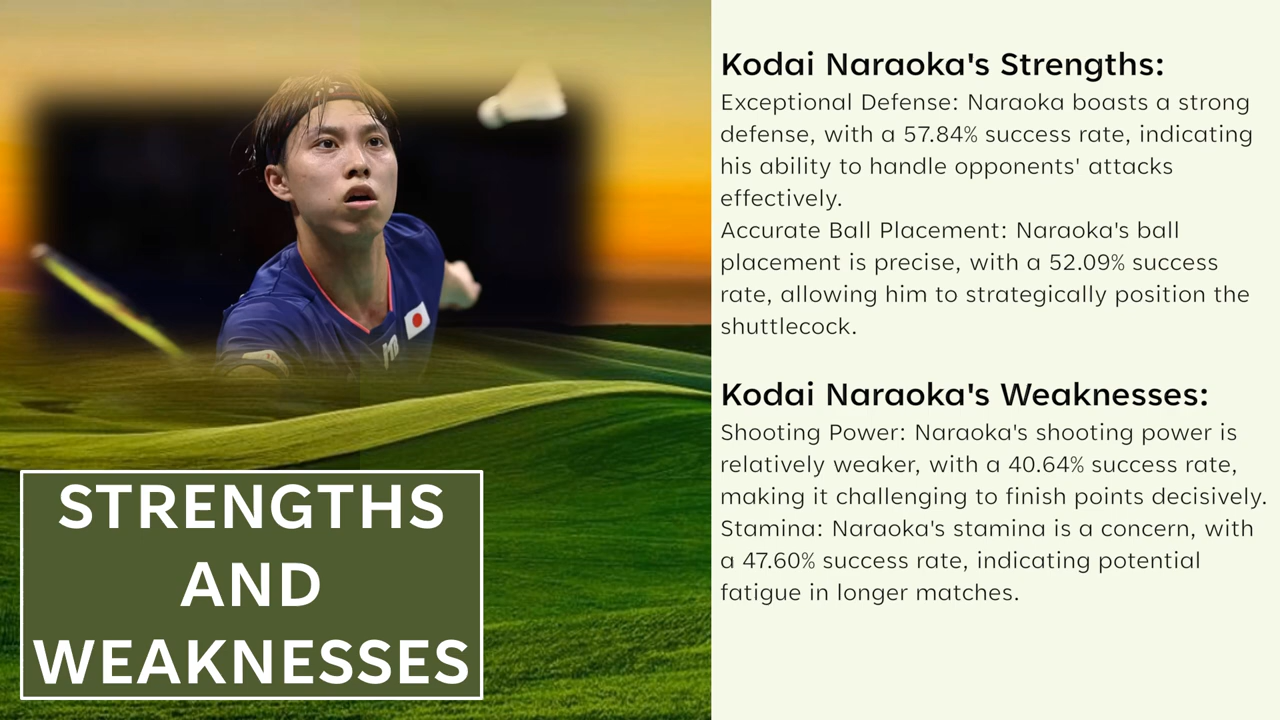 STRENGTHS
AND
WEAKNESSES
Kodai Naraoka's Strengths:
Exceptional Defense: Naraoka boasts a strong
defense, with a 57.84% success rate, indicating
his ability to handle opponents' attacks
effectively.
Accurate Ball Placement: Naraoka's ball
placement is precise, with a 52.09% success
rate, allowing him to strategically position the
shuttlecock.
Kodai Naraoka's Weaknesses:
Shooting Power: Naraoka's shooting power is
relatively weaker, with a 40.64% success rate,
making it challenging to finish points decisively.
Stamina: Naraoka's stamina is a concern, with
a 47.60% success rate, indicating potential
fatigue in longer matches.